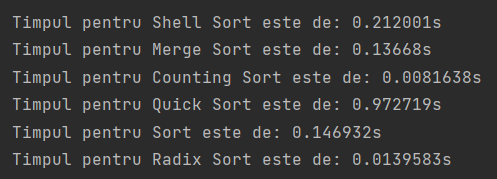 Timpul pentru Shell Sort este de: 0.212001s
Timpul pentru Merge Sort este de: 0.13668s
Timpul pentru Counting Sort este de: 0.0081638s
Timpul pentru Quick Sort este de: 0.972719s
Timpul pentru Sort este de: 0.146932s
Timpul pentru Radix Sort este de: 0.0139583s